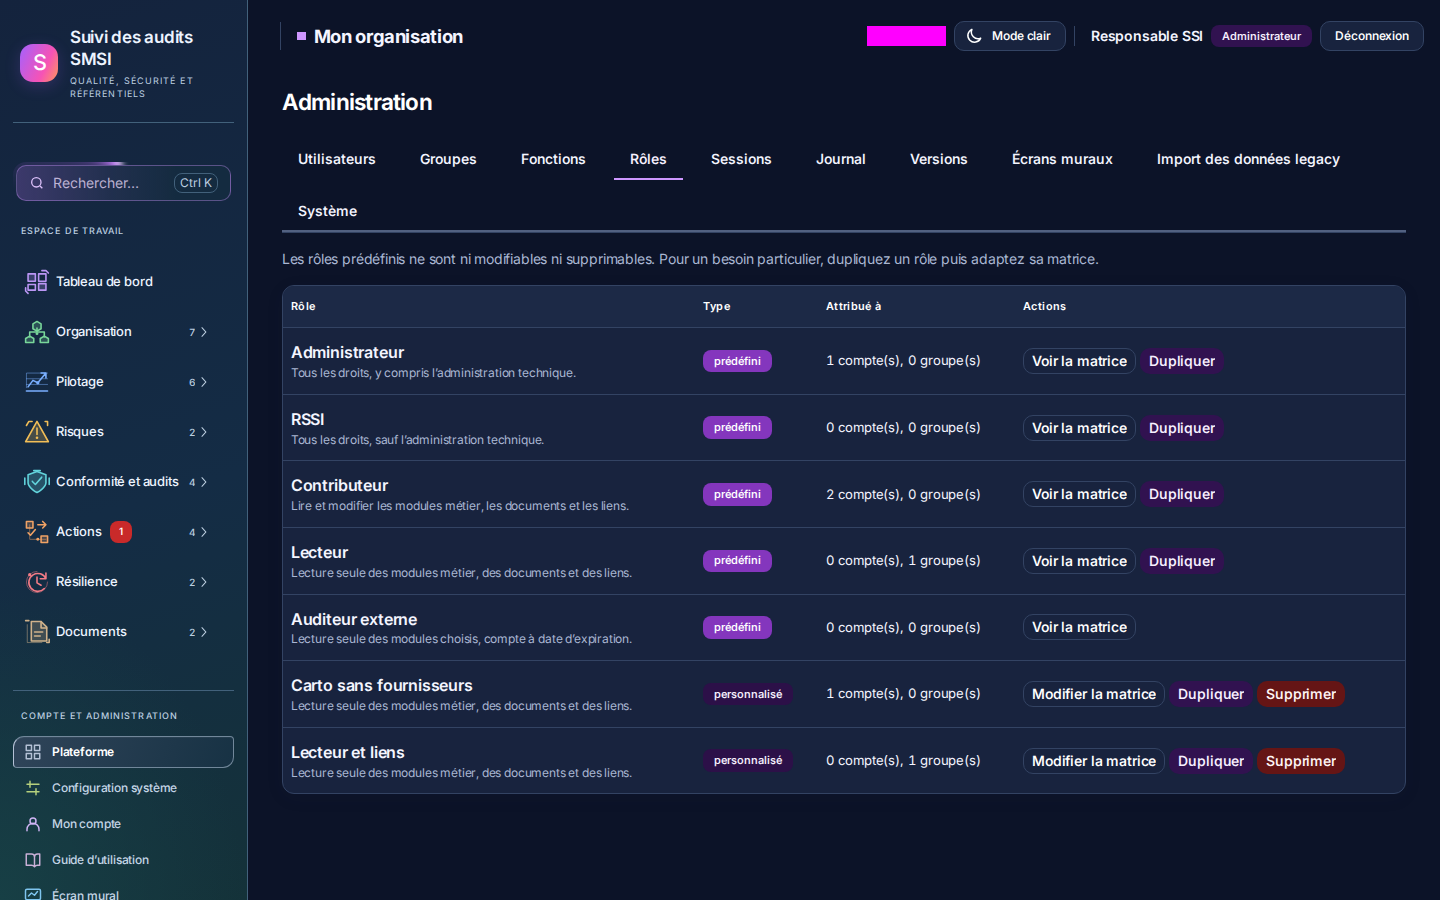 S
Suivi des audits
SMSI
QUALITÉ, SÉCURITÉ ET
RÉFÉRENTIELS
Rechercher...
Ctrl K
ESPACE DE TRAVAIL
Tableau de bord
Organisation 7
Pilotage 6
Risques 2
Conformité et audits 4
Actions 1 4
Résilience 2
Documents 2
COMPTE ET ADMINISTRATION
Plateforme
Configuration système
Mon compte
Guide d’utilisation
Écran mural
Mon organisation
Mode clair
Responsable SSI
Administrateur
Déconnexion
Administration
Utilisateurs Groupes Fonctions Rôles Sessions Journal Versions Écrans muraux Import des données legacy
Système
Les rôles prédéfinis ne sont ni modifiables ni supprimables. Pour un besoin particulier, dupliquez un rôle puis adaptez sa matrice.
Rôle Type Attribué à Actions
Administrateur
Tous les droits, y compris l’administration technique.
prédéfini 1 compte(s), 0 groupe(s) Voir la matrice Dupliquer
RSSI
Tous les droits, sauf l’administration technique.
prédéfini 0 compte(s), 0 groupe(s) Voir la matrice Dupliquer
Contributeur
Lire et modifier les modules métier, les documents et les liens.
prédéfini 2 compte(s), 0 groupe(s) Voir la matrice Dupliquer
Lecteur
Lecture seule des modules métier, des documents et des liens.
prédéfini 0 compte(s), 1 groupe(s) Voir la matrice Dupliquer
Auditeur externe
Lecture seule des modules choisis, compte à date d’expiration.
prédéfini 0 compte(s), 0 groupe(s) Voir la matrice
Carto sans fournisseurs
Lecture seule des modules métier, des documents et des liens.
personnalisé 1 compte(s), 0 groupe(s) Modifier la matrice Dupliquer Supprimer
Lecteur et liens
Lecture seule des modules métier, des documents et des liens.
personnalisé 0 compte(s), 1 groupe(s) Modifier la matrice Dupliquer Supprimer